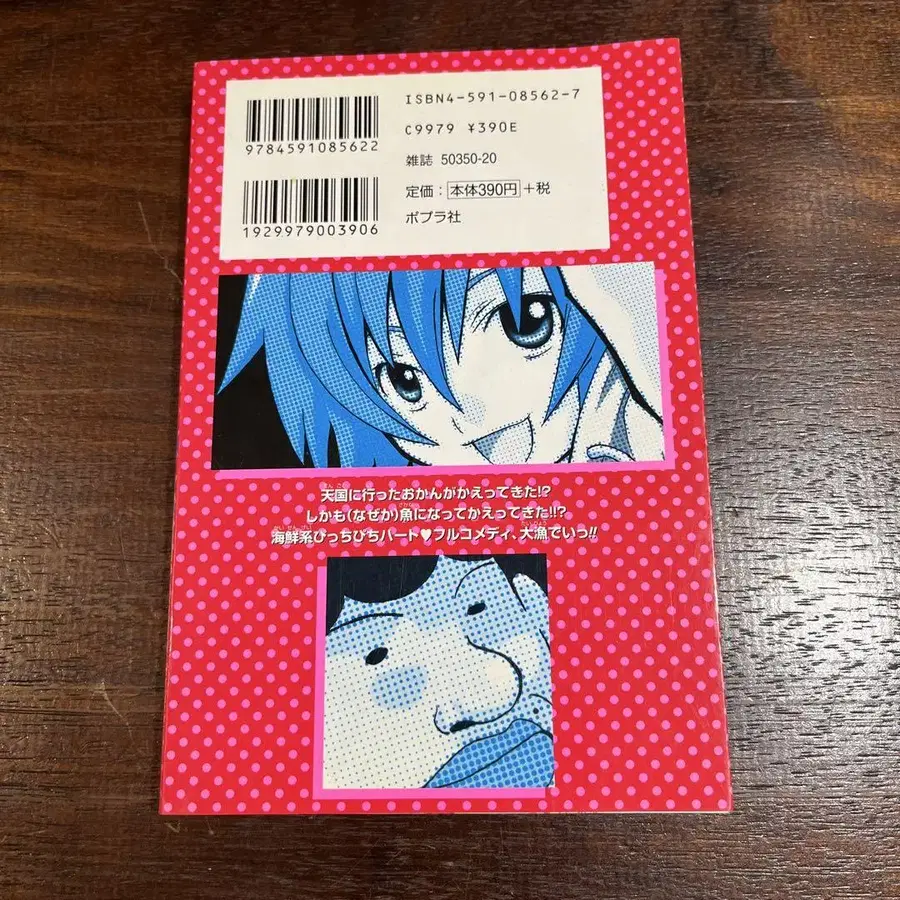 ISBN4-591-08562-7
C9979 ¥390E
9784591085622
雑誌 50350-20
定価：本体390円＋税
1929979003906
ポプラ社
天国に行ったおかんがかえってきた!?
しかも(なぜか)魚になってかえってきた!!?
海鮮系ぴっちぴちハート♥フルコメディ、大漁でいっ!!